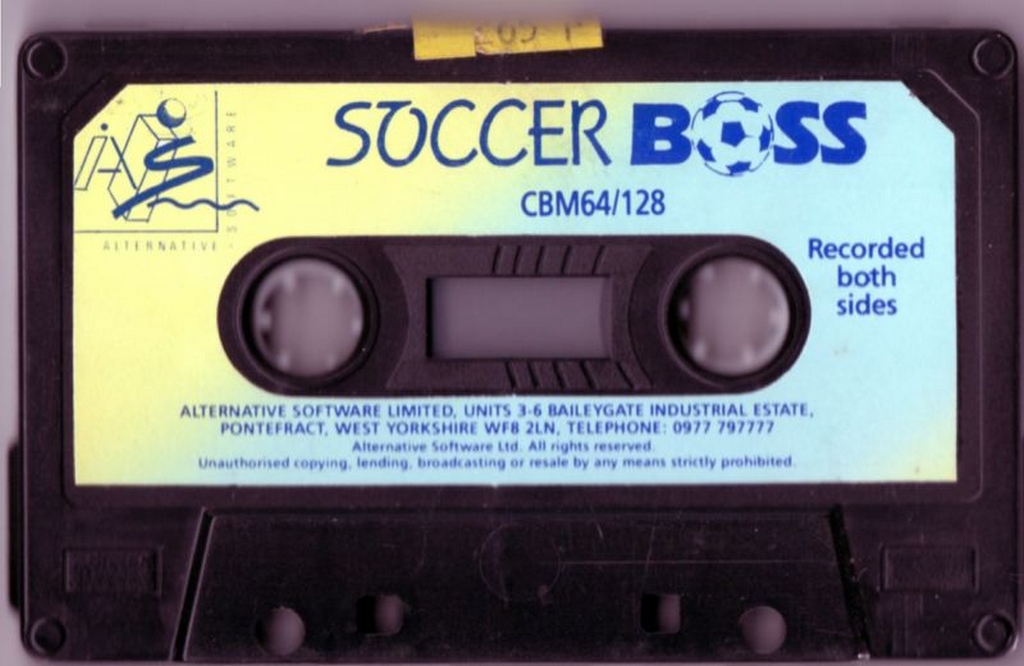 SOCCER BOSS
CBM64/128
ALTERNATIVE
SOFTWARE
Recorded
both
sides
ALTERNATIVE SOFTWARE LIMITED, UNITS 3-6 BAILEYGATE INDUSTRIAL ESTATE,
PONTEFRACT, WEST YORKSHIRE WF8 2LN, TELEPHONE: 0977 797777
Alternative Software Ltd. All rights reserved.
Unauthorised copying, lending, broadcasting or resale by any means strictly prohibited.